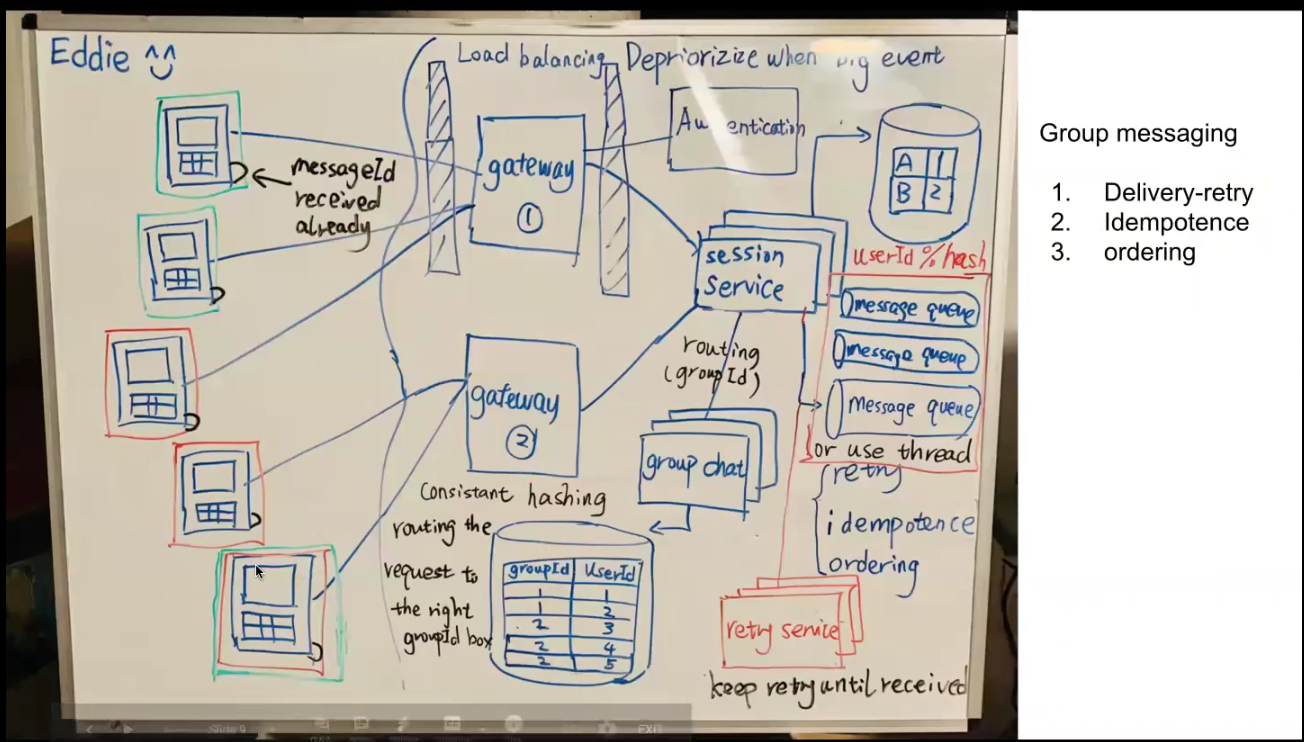 Eddie ^^
Load balancing
Depriorizize when big event
messageId
received
already
gateway
1
Authentication
A 1
B 2
session
service
userId % hash
message queue
message queue
message queue
or use thread
routing
(groupId)
gateway
2
group chat
retry
idempotence
ordering
Consistant hashing
routing the
request to
the right
groupId box
groupId UserId
1 1
1 2
2 3
2 4
2 5
retry service
keep retry until received
Slide 9
EXIT
Group messaging
1. Delivery-retry
2. Idempotence
3. ordering